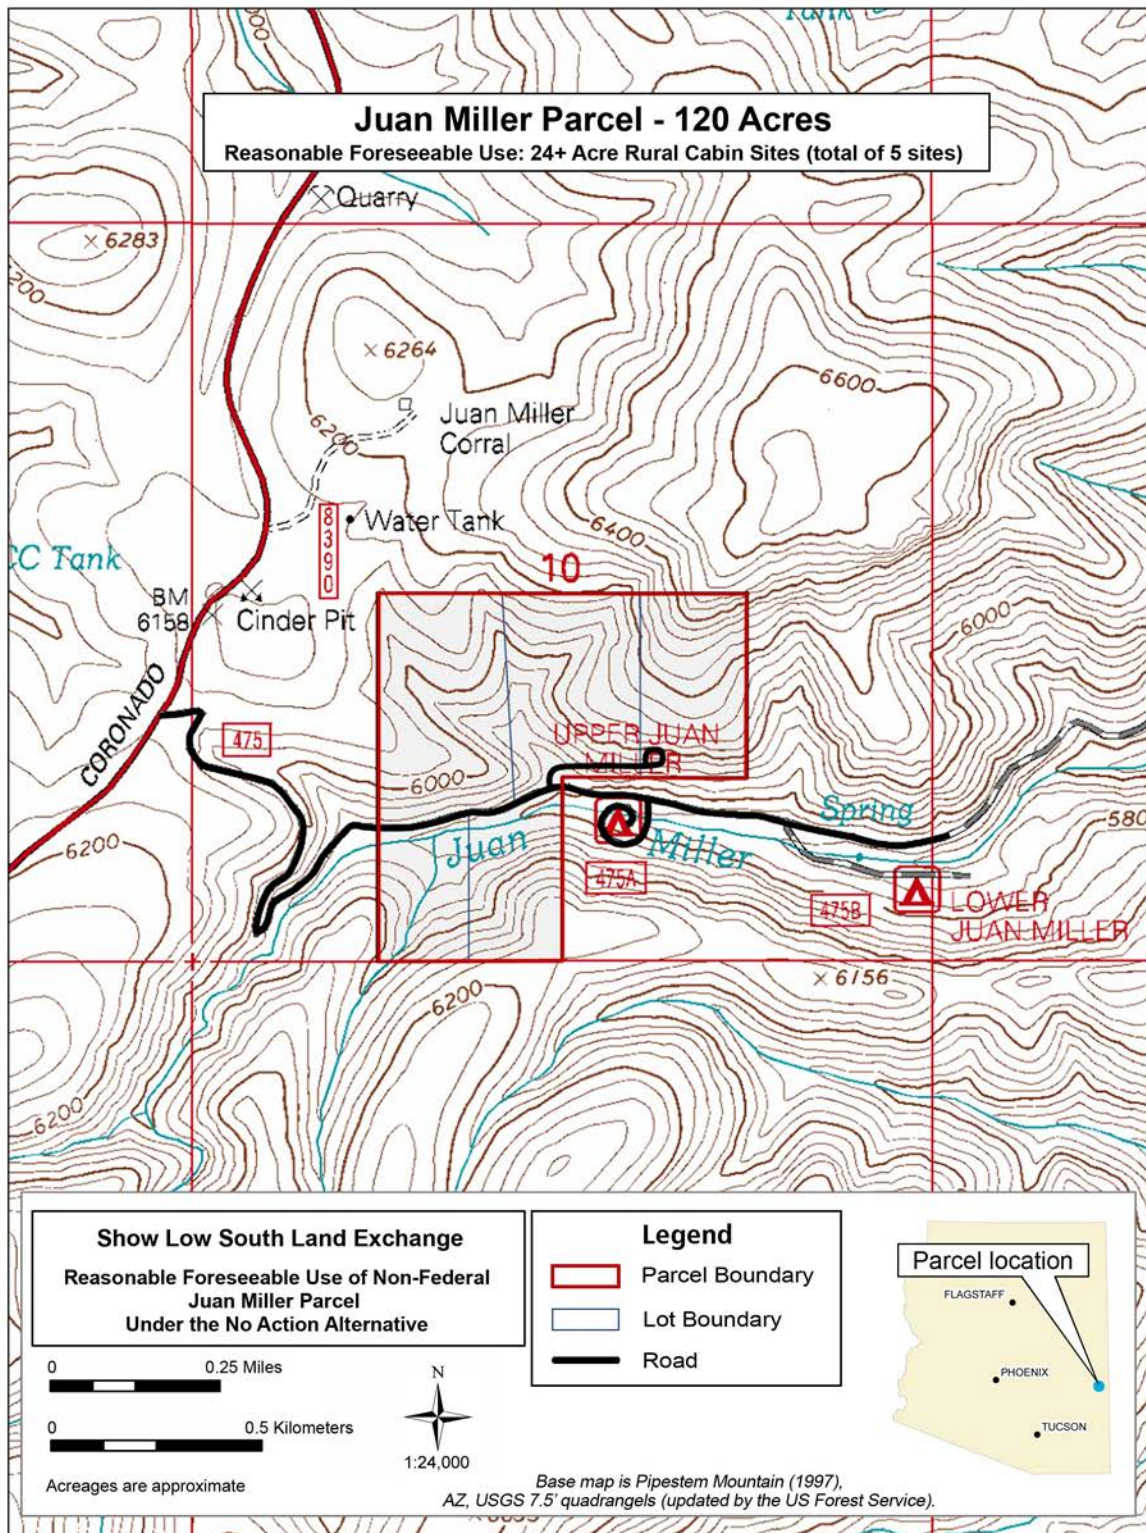 Tank
200
Juan Miller Parcel - 120 Acres
Reasonable Foreseeable Use: 24+ Acre Rural Cabin Sites (total of 5 sites)
Quarry
6283
200
6264
6600
6200
Juan Miller
Corral
8390
Water Tank
6400
CC Tank
10
BM
6158
Cinder Pit
6000
CORONADO
475
UPPER JUAN
MILLER
6000
Spring
580
6200
Juan
Miller
475A
475B
LOWER
JUAN MILLER
6156
6200
6200
Show Low South Land Exchange
Reasonable Foreseeable Use of Non-Federal
Juan Miller Parcel
Under the No Action Alternative
0 0.25 Miles
0 0.5 Kilometers
Acreages are approximate
N
1:24,000
Legend
Parcel Boundary
Lot Boundary
Road
Parcel location
FLAGSTAFF
PHOENIX
TUCSON
Base map is Pipestem Mountain (1997),
AZ, USGS 7.5' quadrangels (updated by the US Forest Service).